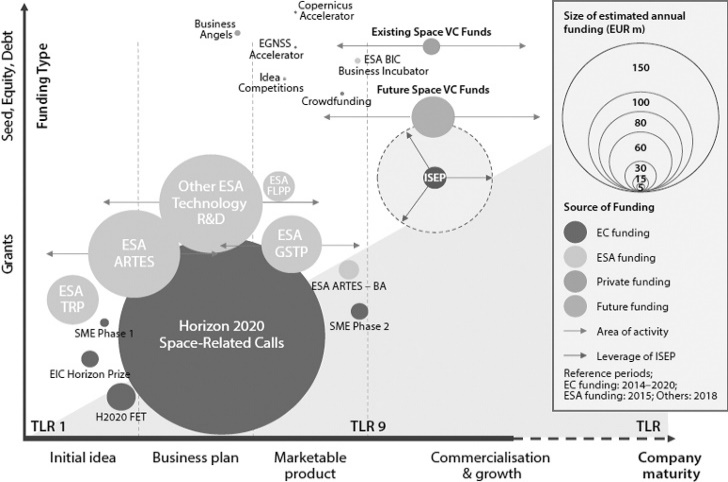 Seed, Equity, Debt
Grants
Funding Type
Copernicus
Accelerator
Business
Angels
EGNSS
Accelerator
Idea
Competitions
Existing Space VC Funds
ESA BIC
Business Incubator
Crowdfunding
Future Space VC Funds
ISEP
ESA
FLPP
Other ESA
Technology
R&D
ESA
ARTES
ESA
GSTP
ESA
TRP
ESA ARTES – BA
SME Phase 1
SME Phase 2
Horizon 2020
Space-Related Calls
EIC Horizon Prize
H2020 FET
TLR 1
TLR 9
TLR
Initial idea
Business plan
Marketable
product
Commercialisation
& growth
Company
maturity
Size of estimated annual
funding (EUR m)
150
100
80
60
30
15
5
Source of Funding
EC funding
ESA funding
Private funding
Future funding
Area of activity
Leverage of ISEP
Reference periods;
EC funding: 2014–2020;
ESA funding: 2015; Others: 2018